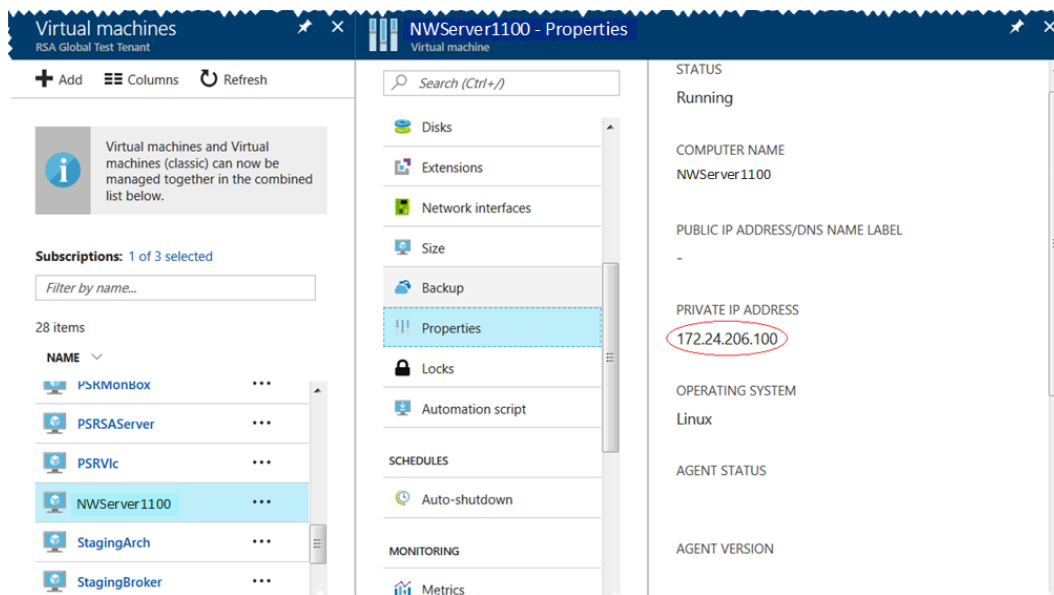 Virtual machines
RSA Global Test Tenant
Add Columns Refresh
Virtual machines and Virtual
machines (classic) can now be
managed together in the combined
list below.
Subscriptions: 1 of 3 selected
Filter by name...
28 items
NAME
PSRMonBox
PSRSAServer
PSRVlc
NWServer1100
StagingArch
StagingBroker
NWServer1100 - Properties
Virtual machine
Search (Ctrl+/)
Disks
Extensions
Network interfaces
Size
Backup
Properties
Locks
Automation script
SCHEDULES
Auto-shutdown
MONITORING
Metrics
STATUS
Running
COMPUTER NAME
NWServer1100
PUBLIC IP ADDRESS/DNS NAME LABEL
-
PRIVATE IP ADDRESS
172.24.206.100
OPERATING SYSTEM
Linux
AGENT STATUS
AGENT VERSION